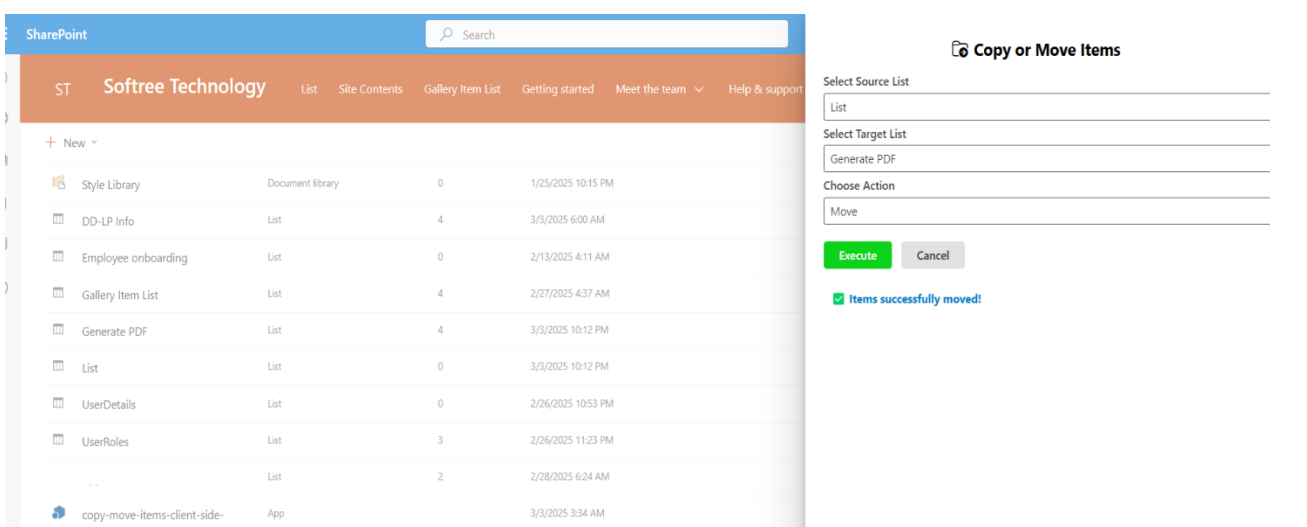 SharePoint
Search
ST Softree Technology List Site Contents Gallery Item List Getting started Meet the team Help & support
New
Style Library Document library 0 1/25/2025 10:15 PM
DD-LP Info List 4 3/3/2025 6:00 AM
Employee onboarding List 0 2/13/2025 4:11 AM
Gallery Item List List 4 2/27/2025 4:37 AM
Generate PDF List 4 3/3/2025 10:12 PM
List List 0 3/3/2025 10:12 PM
UserDetails List 0 2/26/2025 10:53 PM
UserRoles List 3 2/26/2025 11:23 PM
List 2 2/28/2025 6:24 AM
copy-move-items-client-side- App 3/3/2025 3:34 AM
Copy or Move Items
Select Source List
List
Select Target List
Generate PDF
Choose Action
Move
Execute Cancel
Items successfully moved!